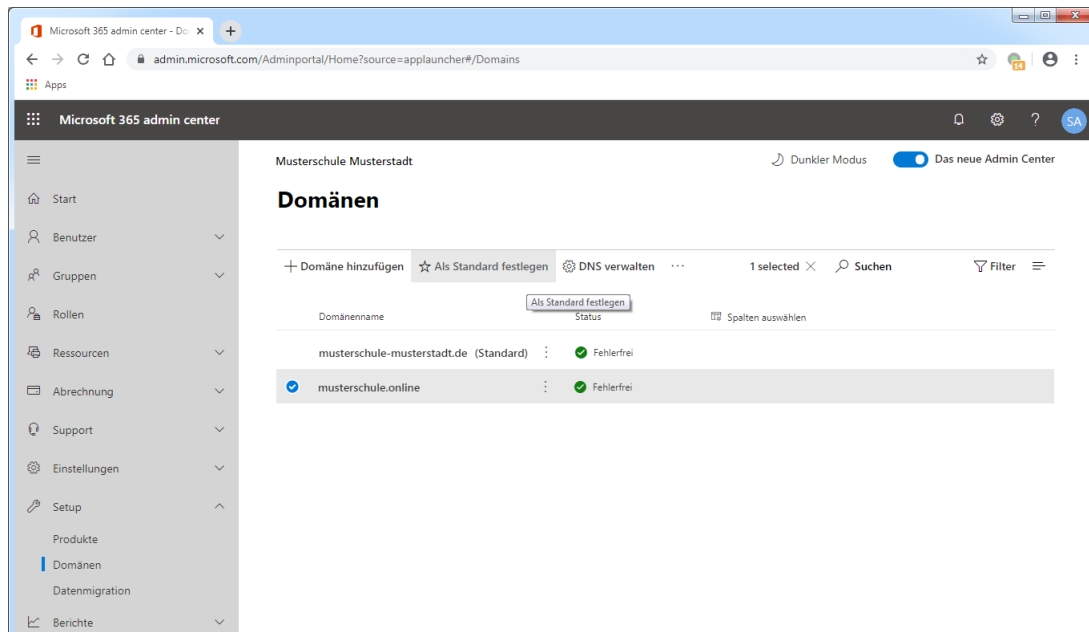 Microsoft 365 admin center - Do
admin.microsoft.com/Adminportal/Home?source=applauncher#/Domains
14
Apps
Microsoft 365 admin center
SA
Musterschule Musterstadt
Dunkler Modus
Das neue Admin Center
Start
Domänen
Benutzer
Gruppen
Domäne hinzufügen
Als Standard festlegen
DNS verwalten
1 selected
Suchen
Filter
Als Standard festlegen
Rollen
Domänenname
Status
Spalten auswählen
Ressourcen
musterschule-musterstadt.de (Standard)
Fehlerfrei
Abrechnung
musterschule.online
Fehlerfrei
Support
Einstellungen
Setup
Produkte
Domänen
Datenmigration
Berichte